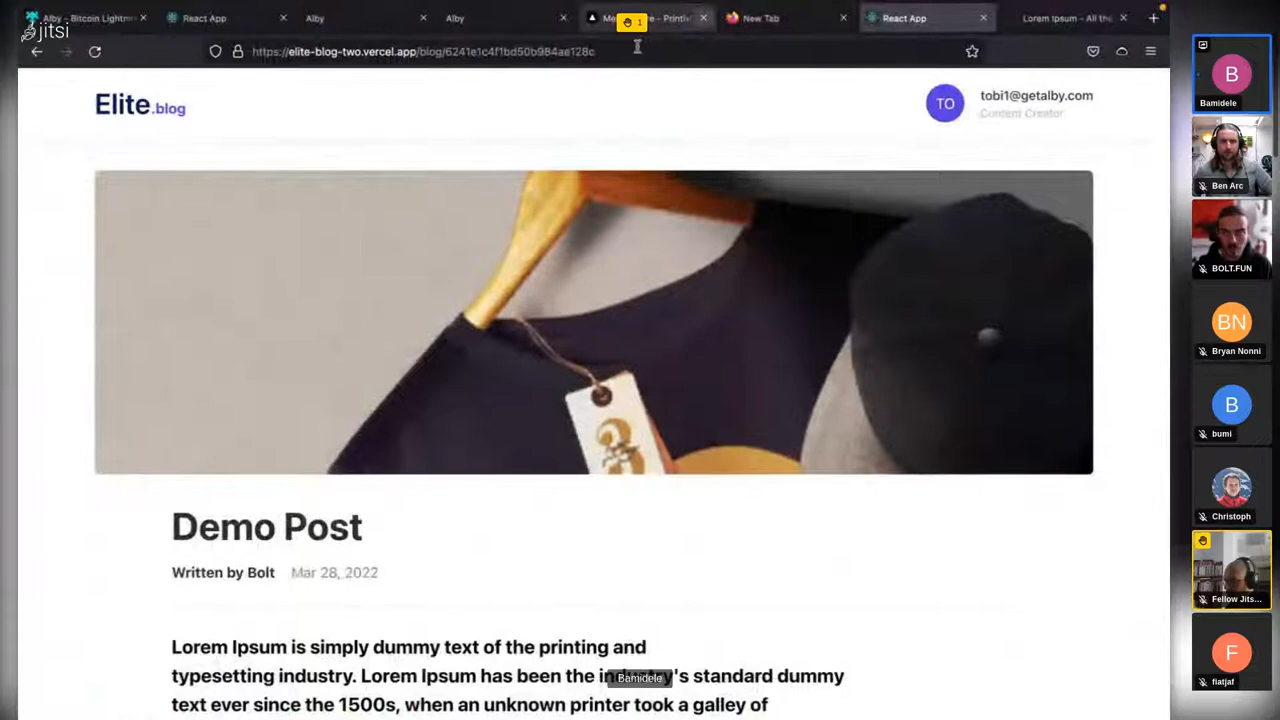 jitsi
Alby - Bitcoin Lightn
React App
Alby
Alby
Me
e - Printi
New Tab
React App
Lorem Ipsum - All the
1
https://elite-blog-two.vercel.app/blog/6241e1c4f1bd50b984ae128c
Elite.blog
TO
tobi1@getalby.com
Content Creator
Demo Post
Written by Bolt Mar 28, 2022
Lorem Ipsum is simply dummy text of the printing and
typesetting industry. Lorem Ipsum has been the industry's standard dummy
text ever since the 1500s, when an unknown printer took a galley of
Bamidele
B
Bamidele
Ben Arc
BOLT.FUN
BN
Bryan Nonni
B
bumi
Christoph
Fellow Jits...
F
fiatjaf